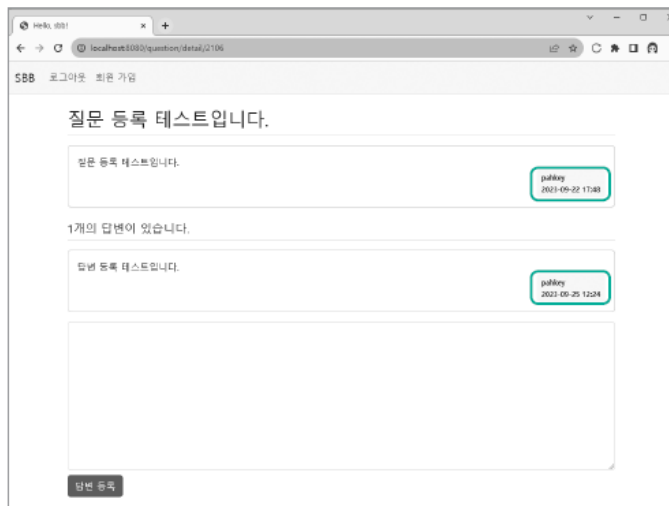 Hello, sbb!
localhost:8080/question/detail/2106
SBB 로그아웃 회원 가입
질문 등록 테스트입니다.
질문 등록 테스트입니다.
pahkey
2023-09-22 17:48
1개의 답변이 있습니다.
답변 등록 테스트입니다.
pahkey
2023-09-25 12:24
답변 등록